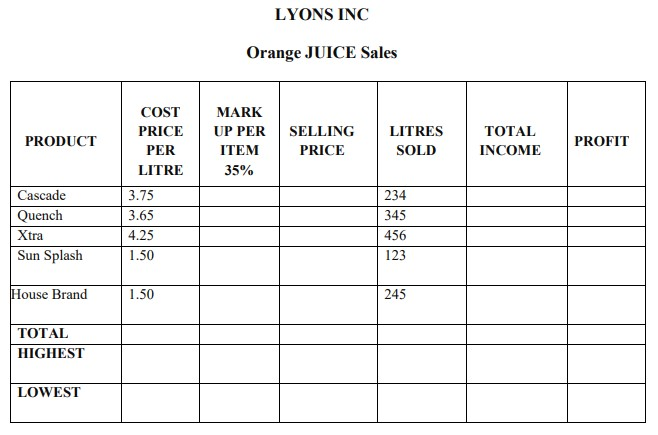 LYONS INC
Orange JUICE Sales
PRODUCT
COST
PRICE
PER
LITRE
MARK
UP PER
ITEM
35%
SELLING
PRICE
LITRES
SOLD
TOTAL
INCOME
PROFIT
Cascade 3.75 234
Quench 3.65 345
Xtra 4.25 456
Sun Splash 1.50 123
House Brand 1.50 245
TOTAL
HIGHEST
LOWEST